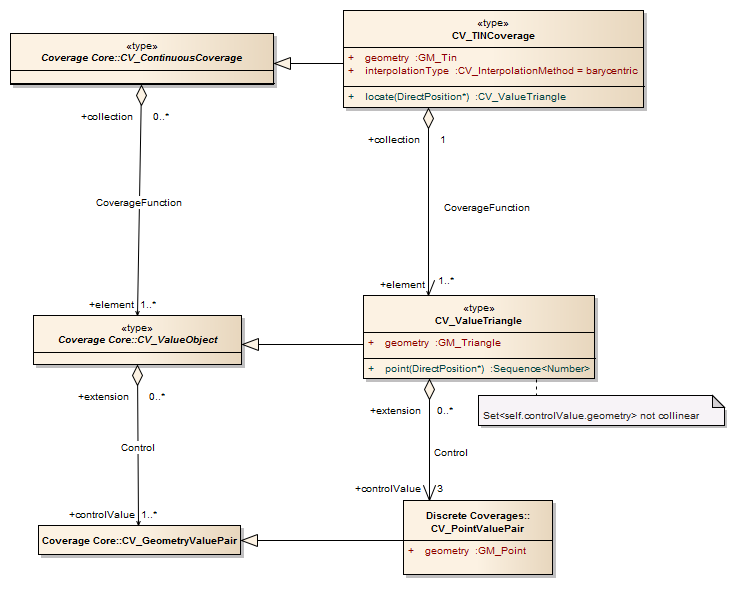 «type»
Coverage Core::CV_ContinuousCoverage
«type»
CV_TINCoverage
+ geometry :GM_Tin
+ interpolationType :CV_InterpolationMethod = barycentric
+ locate(DirectPosition*) :CV_ValueTriangle
+collection 0..*
+collection 1
CoverageFunction
CoverageFunction
+element 1..*
+element 1..*
«type»
Coverage Core::CV_ValueObject
«type»
CV_ValueTriangle
+ geometry :GM_Triangle
+ point(DirectPosition*) :Sequence<Number>
+extension 0..*
+extension 0..*
Set<self.controlValue.geometry> not collinear
Control
Control
+controlValue 1..*
+controlValue 3
Coverage Core::CV_GeometryValuePair
Discrete Coverages::
CV_PointValuePair
+ geometry :GM_Point